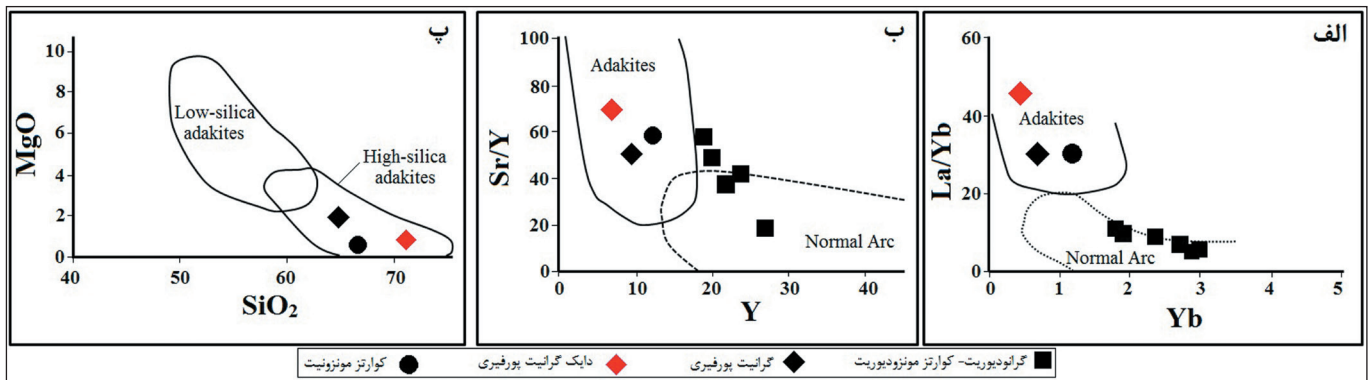 پ
10
8
6
4
2
0
MgO
Low-silica
adakites
High-silica
adakites
40
50
60
70
SiO₂
ب
100
80
60
40
20
0
Sr/Y
Adakites
Normal Arc
0
10
20
30
40
Y
الف
60
40
20
0
La/Yb
Adakites
Normal Arc
0
1
2
3
4
5
Yb
گرانودیوریت- کوارتز مونزودیوریت
گرانیت پورفیری
دایک گرانیت پورفیری
کوارتز مونزونیت